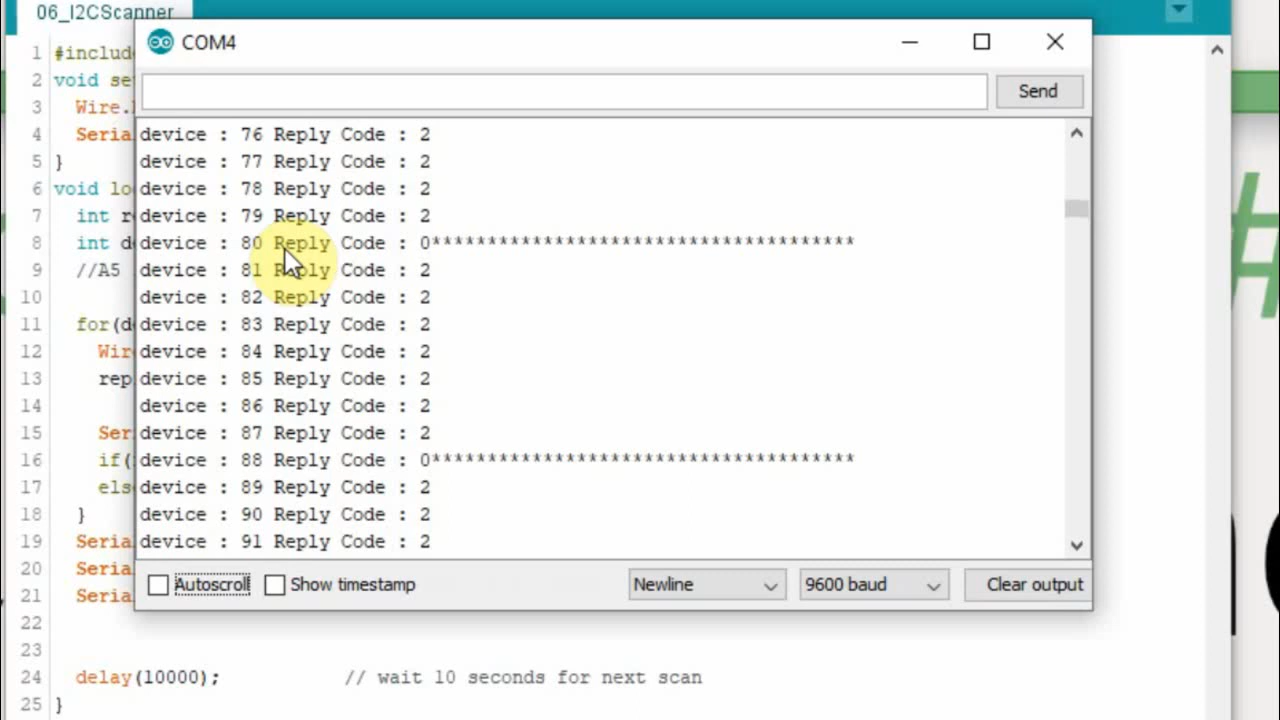 06_I2CScanner
COM4
Send
device : 76 Reply Code : 2
device : 77 Reply Code : 2
device : 78 Reply Code : 2
device : 79 Reply Code : 2
device : 80 Reply Code : 0**************************************
device : 81 Reply Code : 2
device : 82 Reply Code : 2
device : 83 Reply Code : 2
device : 84 Reply Code : 2
device : 85 Reply Code : 2
device : 86 Reply Code : 2
device : 87 Reply Code : 2
device : 88 Reply Code : 0**************************************
device : 89 Reply Code : 2
device : 90 Reply Code : 2
device : 91 Reply Code : 2
Autoscroll Show timestamp Newline 9600 baud Clear output
1 #include
2 void se
3 Wire.
4 Seria
5 }
6 void lo
7 int r
8 int d
9 //A5
10
11 for(d
12 Wir
13 rep
14
15 Ser
16 if(
17 els
18 }
19 Seria
20 Seria
21 Seria
22
23
24 delay(10000); // wait 10 seconds for next scan
25 }
#